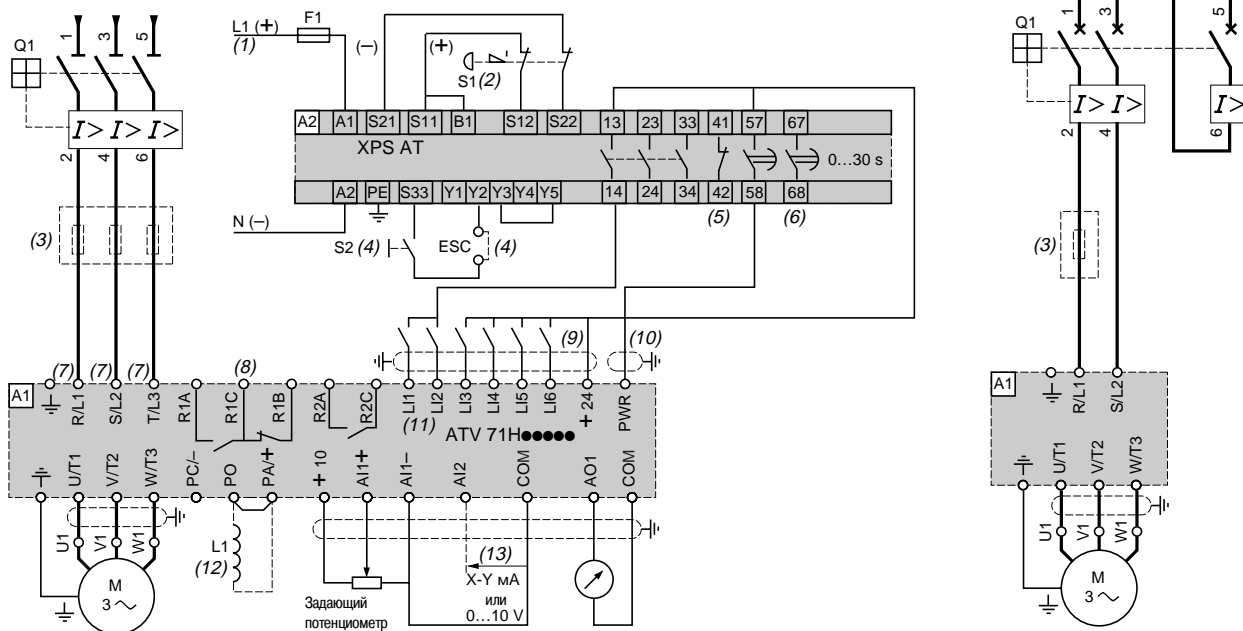 Q1
1
3
5
I>
I>
I>
2
4
6
(3)
L1 (+)
(1)
F1
(–)
(+)
S1 (2)
A2
A1
S21
S11
B1
S12
S22
13
23
33
41
57
67
XPS AT
0…30 s
A2
PE
S33
Y1
Y2
Y3
Y4
Y5
14
24
34
42
58
68
(5)
(6)
N (–)
S2 (4)
ESC
(4)
(9)
(10)
(7)
(7)
(7)
(8)
A1
R/L1
S/L2
T/L3
R1A
R1C
R1B
R2A
R2C
LI1
LI2
LI3
LI4
LI5
LI6
+ 24
PWR
(11)
ATV 71H●●●●●
U/T1
V/T2
W/T3
PC/–
PO
PA/+
+ 10
AI1+
AI1–
AI2
COM
AO1
COM
U1
V1
W1
M
3 ~
L1
(12)
(13)
X-Y мА
или
0…10 V
Задающий
потенциометр
Q1
1
3
5
I>
I>
I>
2
4
6
(3)
A1
R/L1
S/L2
U/T1
V/T2
W/T3
U1
V1
W1
M
3 ~